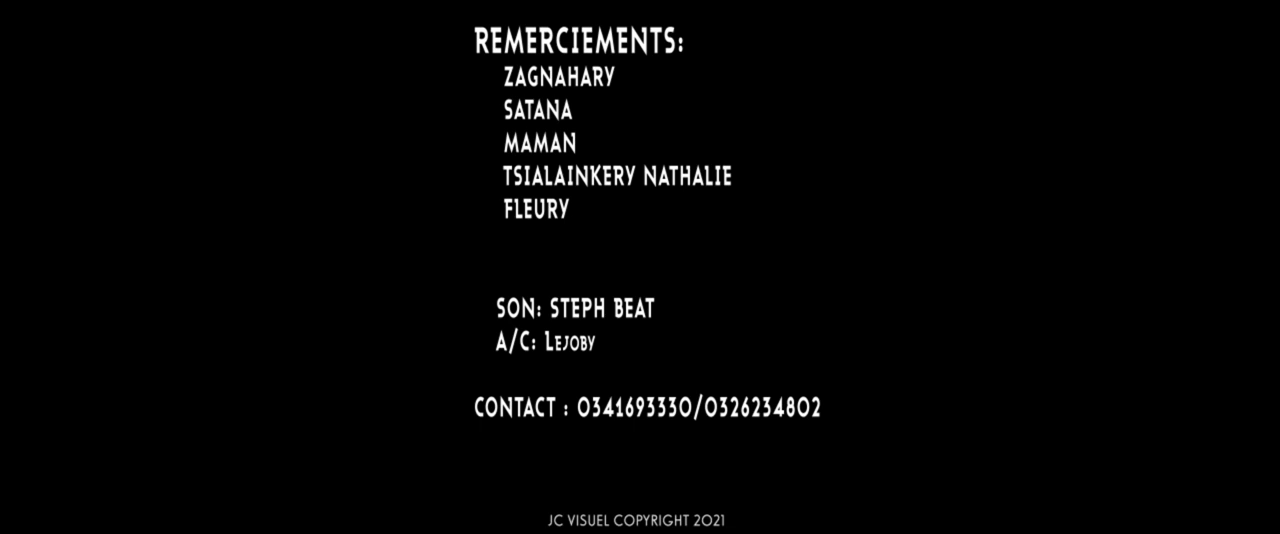 REMERCIEMENTS:
ZAGNAHARY
SATANA
MAMAN
TSIALAINKERY NATHALIE
FLEURY
SON: STEPH BEAT
A/C: LEJOBY
CONTACT : 0341693330/0326234802
JC VISUEL COPYRIGHT 2021